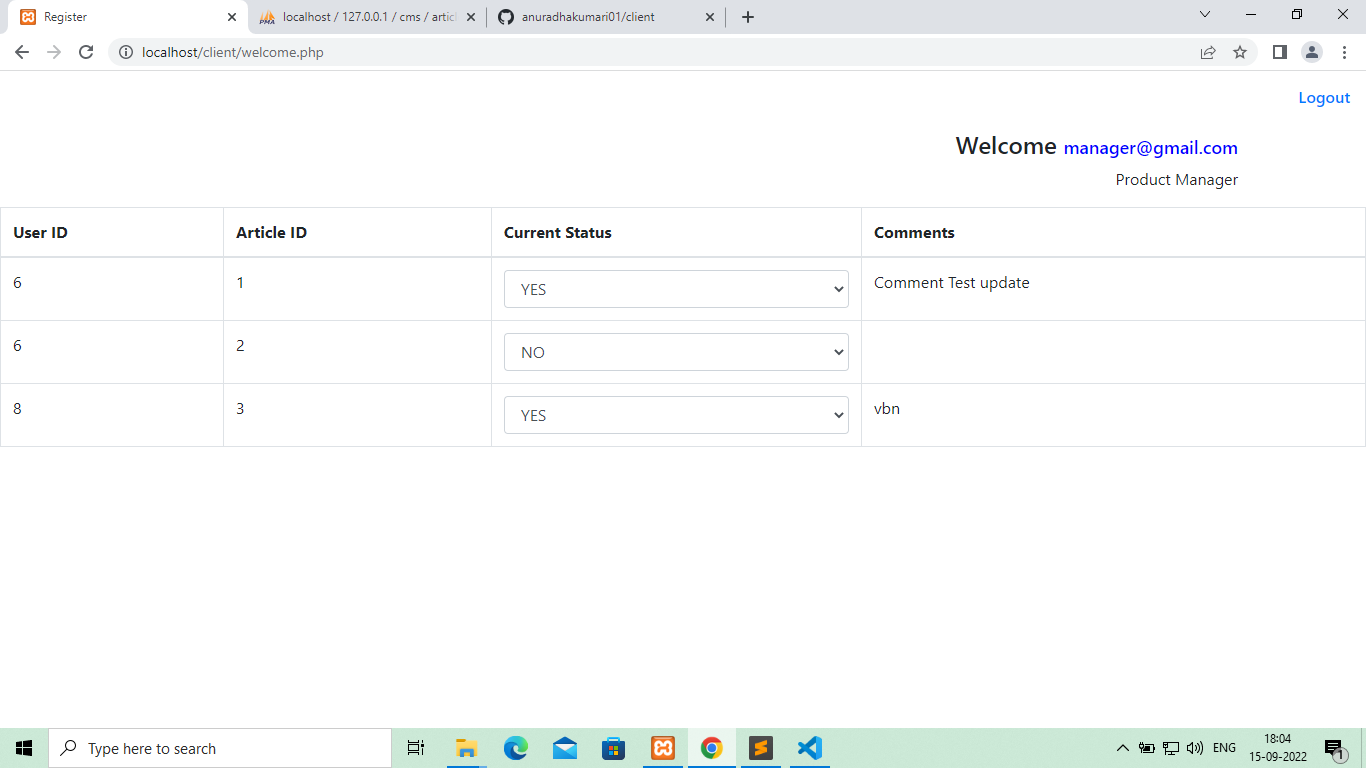 Register
localhost / 127.0.0.1 / cms / artic
anuradhakumari01/client
localhost/client/welcome.php
Logout
Welcome manager@gmail.com
Product Manager
User ID Article ID Current Status Comments
6 1 YES Comment Test update
6 2 NO
8 3 YES vbn
Type here to search
ENG
18:04
15-09-2022
1